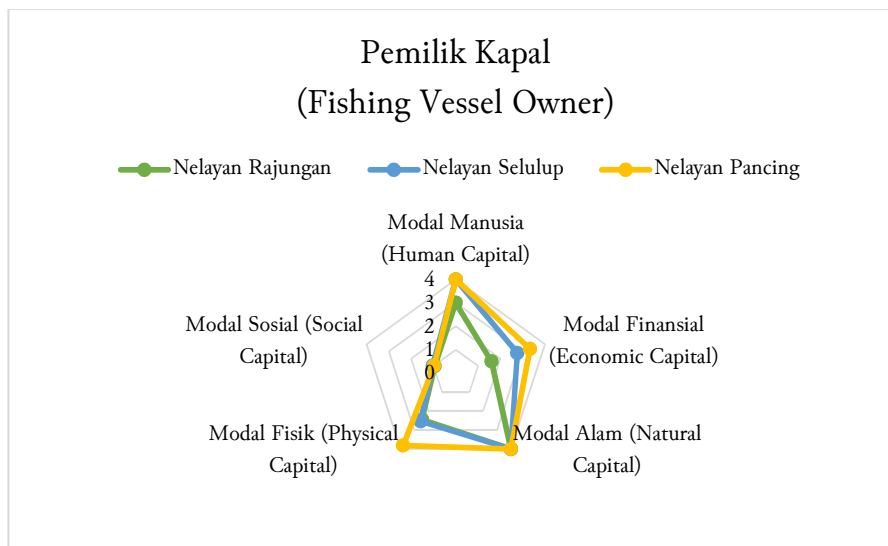 Pemilik Kapal
(Fishing Vessel Owner)
Nelayan Rajungan
Nelayan Selulup
Nelayan Pancing
Modal Manusia
(Human Capital)
4
3
2
1
0
Modal Sosial (Social
Capital)
Modal Finansial
(Economic Capital)
Modal Fisik (Physical
Capital)
Modal Alam (Natural
Capital)